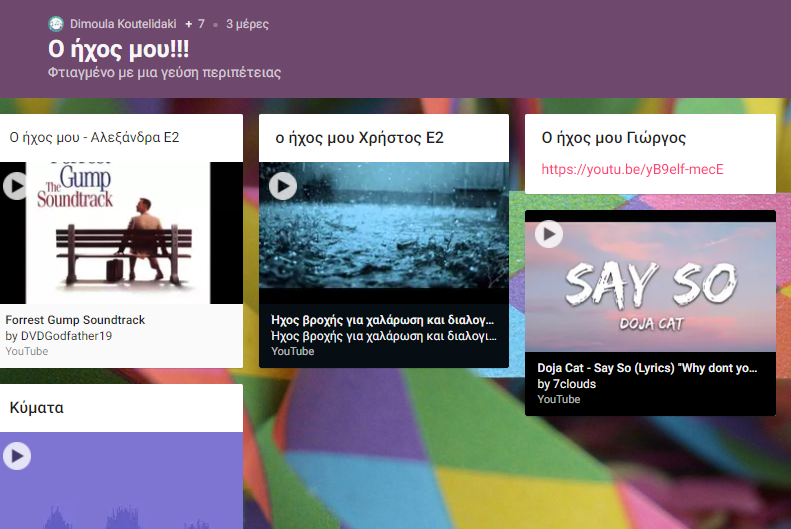 Dimoula Koutelidaki + 7 • 3 μέρες
Ο ήχος μου!!!
Φτιαγμένο με μια γεύση περιπέτειας
Ο ήχος μου - Αλεξάνδρα Ε2
Forrest
Gump
The
Soundtrack
Forrest Gump Soundtrack
by DVDGodfather19
YouTube
Κύματα
ο ήχος μου Χρήστος Ε2
Ηχος βροχής για χαλάρωση και διαλογ...
Ήχος βροχής για χαλάρωση και διαλογι...
YouTube
Ο ήχος μου Γιώργος
https://youtu.be/yB9elf-mecE
SAY SO
DOJA CAT
Doja Cat - Say So (Lyrics) "Why dont yo...
by 7clouds
YouTube